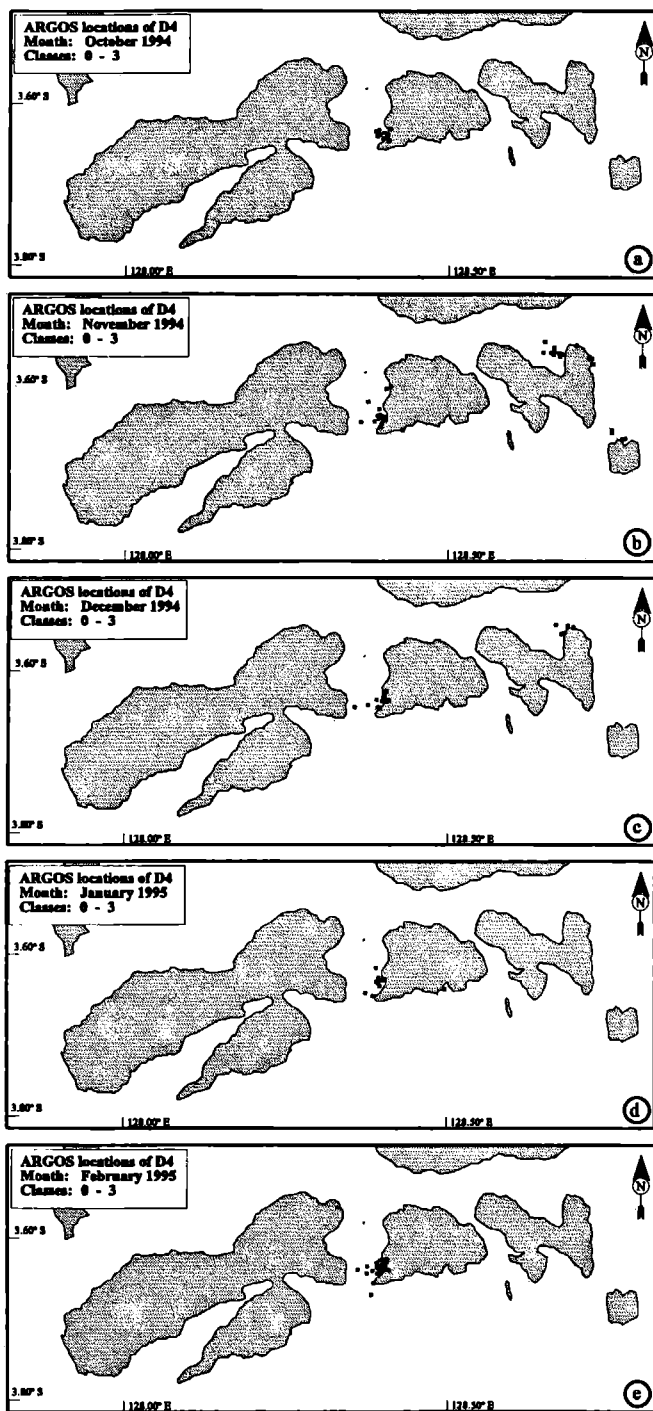 ARGOS locations of D4
Month: October 1994
Classes: 0 - 3
N
3.60° S
3.80° S
128.00° E
128.50° E
a
ARGOS locations of D4
Month: November 1994
Classes: 0 - 3
N
3.60° S
3.80° S
128.00° E
128.50° E
b
ARGOS locations of D4
Month: December 1994
Classes: 0 - 3
N
3.60° S
3.80° S
128.00° E
128.50° E
c
ARGOS locations of D4
Month: January 1995
Classes: 0 - 3
N
3.60° S
3.80° S
128.00° E
128.50° E
d
ARGOS locations of D4
Month: February 1995
Classes: 0 - 3
N
3.60° S
3.80° S
128.00° E
128.50° E
e